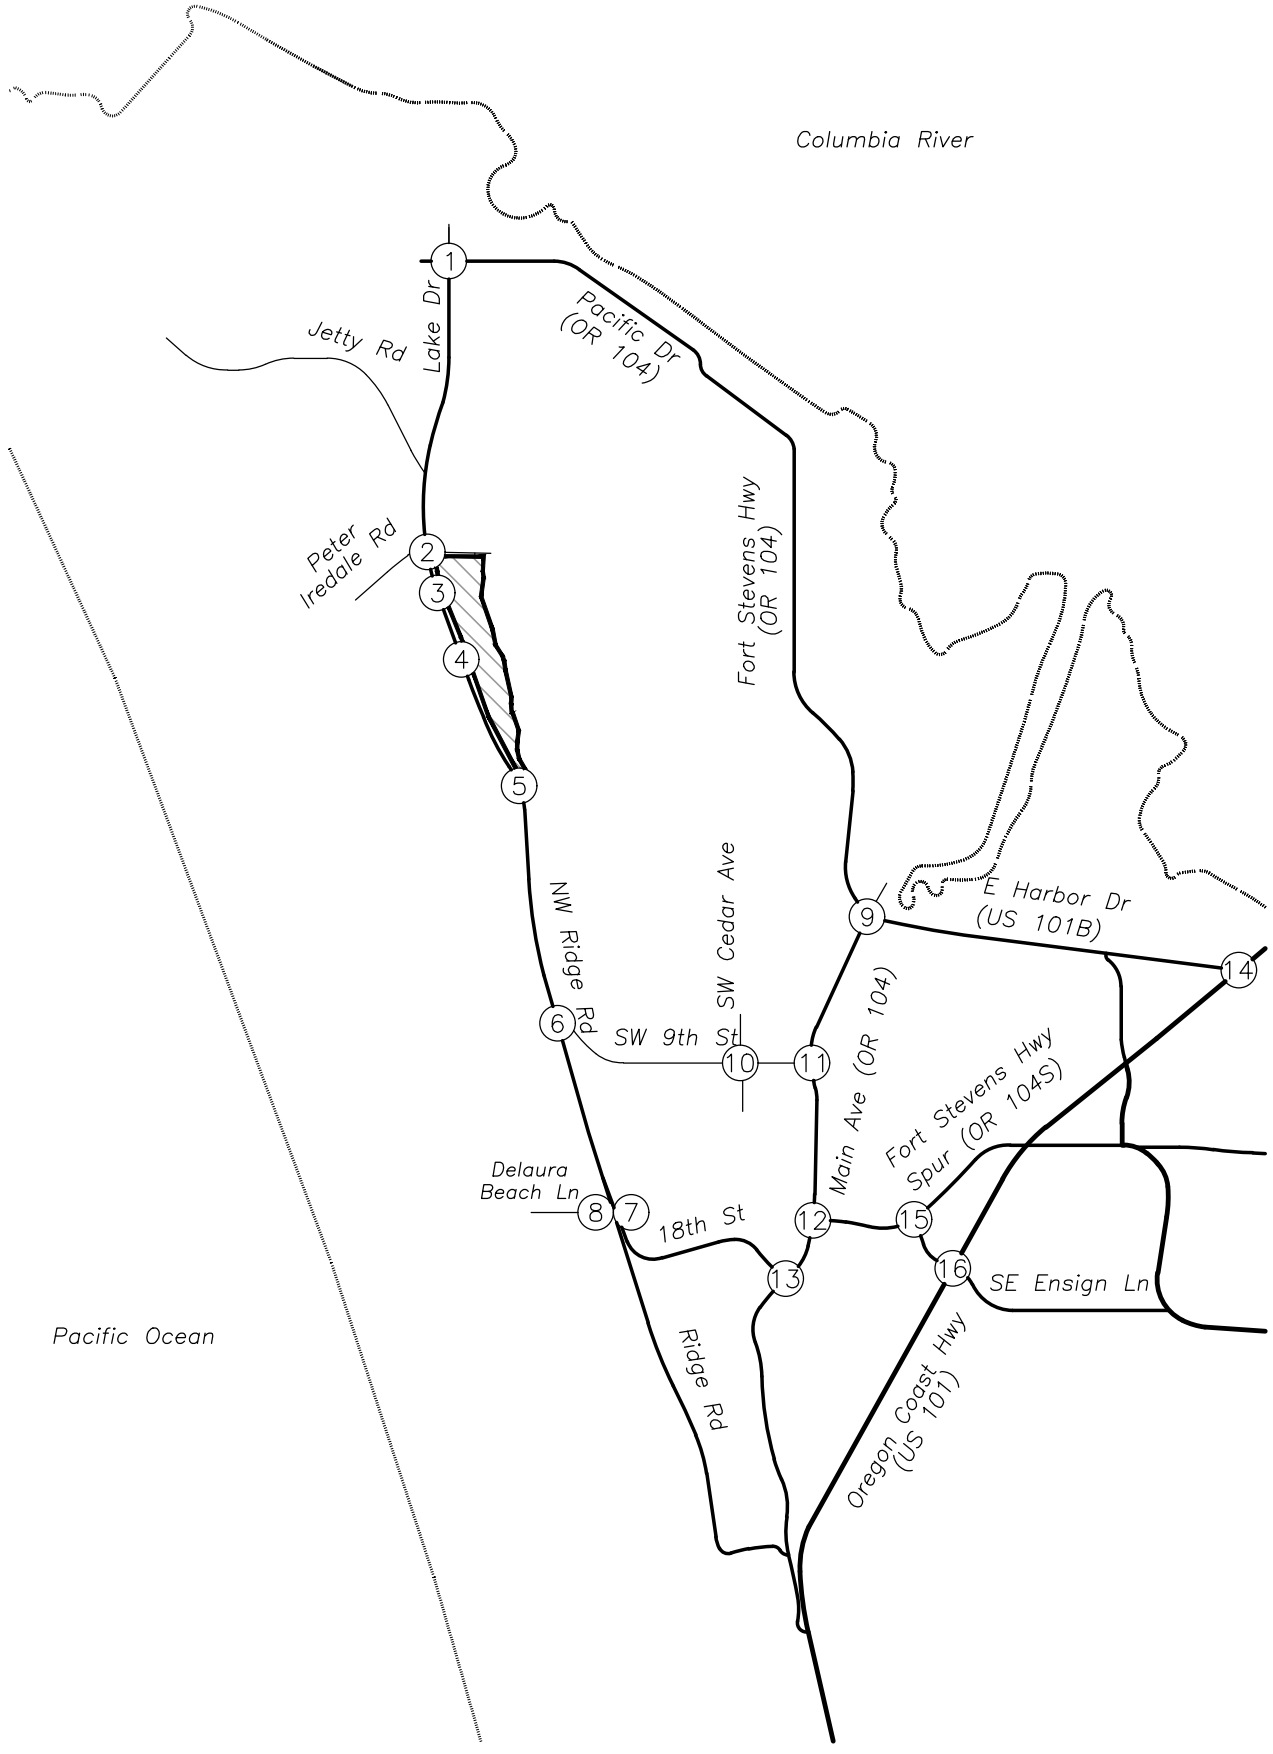 Columbia River
1
Lake Dr
Pacific Dr
(OR 104)
Jetty Rd
Fort Stevens Hwy
(OR 104)
Peter
Iredale Rd
2
3
4
5
NW Ridge Rd
SW Cedar Ave
E Harbor Dr
(US 101B)
9
14
6
SW 9th St
10
11
Main Ave (OR 104)
Fort Stevens Hwy
Spur (OR 104S)
Delaura
Beach Ln
8
7
18th St
12
15
13
16
SE Ensign Ln
Pacific Ocean
Ridge Rd
Oregon Coast Hwy
(US 101)